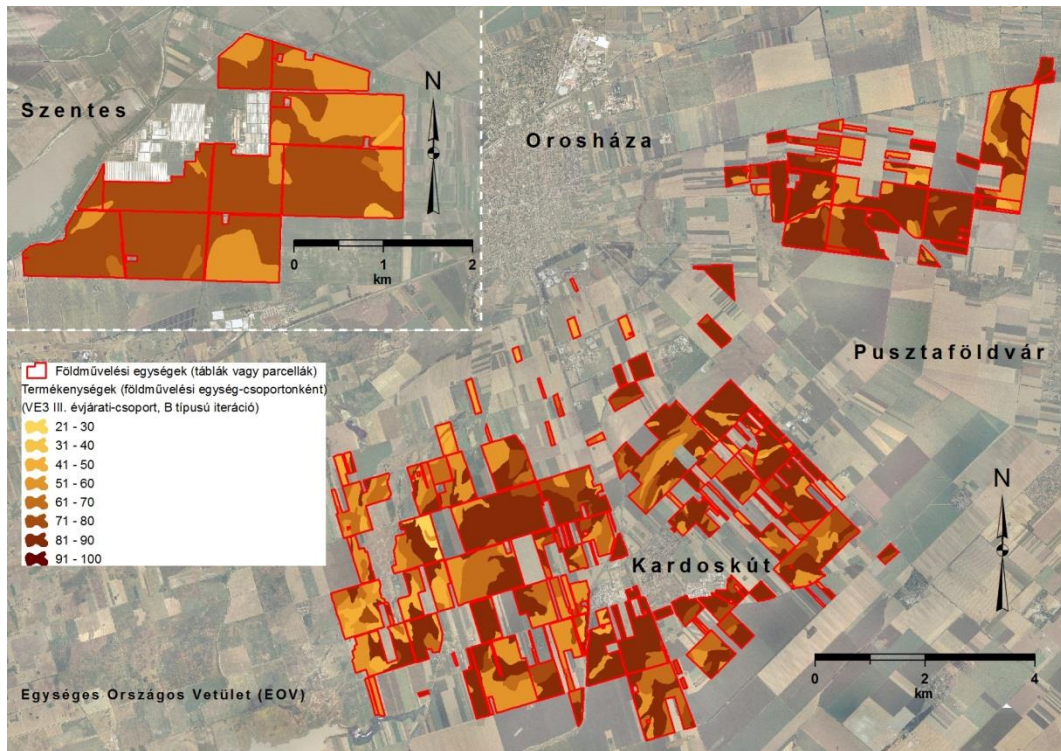 N
Szentes
0 1 2
km
Orosháza
Pusztaföldvár
Földművelési egységek (táblák vagy parcellák)
Termékenységek (földművelési egység-csoportonként)
(VE3 III. évjárati-csoport, B típusú iteráció)
21 - 30
31 - 40
41 - 50
51 - 60
61 - 70
71 - 80
81 - 90
91 - 100
N
Kardoskút
0 2 4
km
Egységes Országos Vetület (EOV)